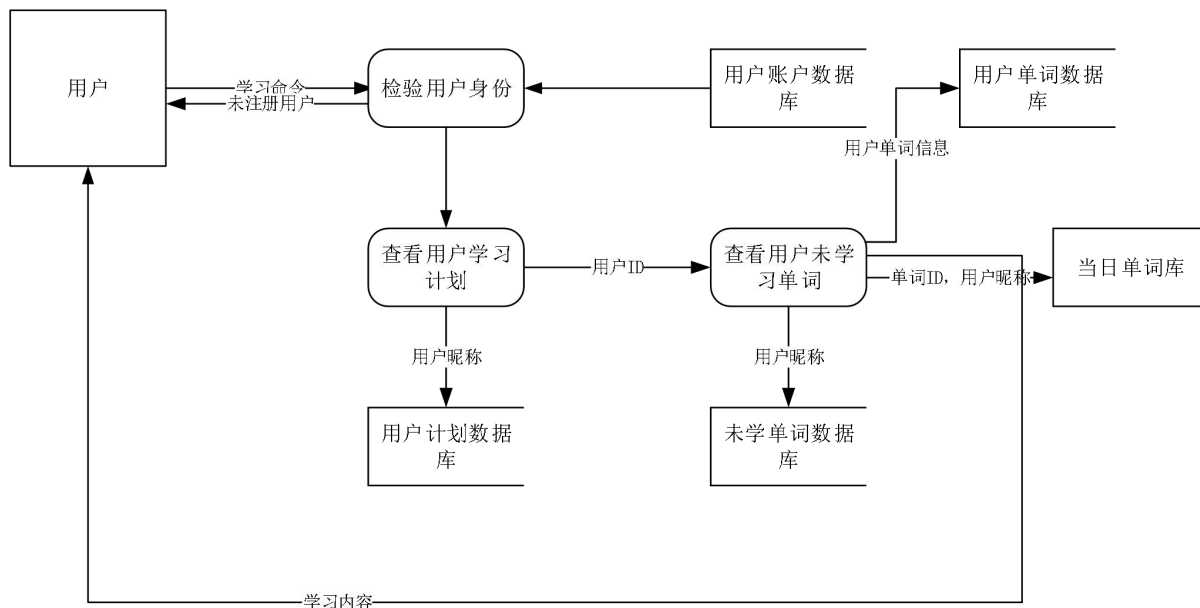 用户
学习命令
未注册用户
检验用户身份
用户账户数据
库
用户单词数据
库
用户单词信息
查看用户学习
计划
用户ID
查看用户未学
习单词
单词ID，用户昵称
当日单词库
用户昵称
用户昵称
用户计划数据
库
未学单词数据
库
学习内容